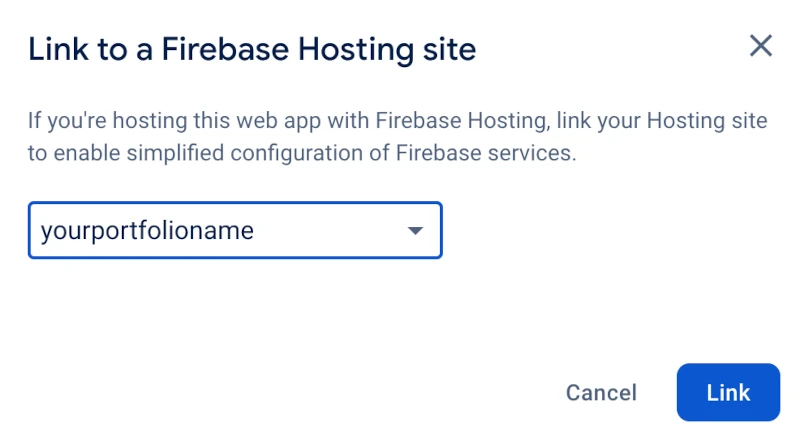 Link to a Firebase Hosting site
If you're hosting this web app with Firebase Hosting, link your Hosting site
to enable simplified configuration of Firebase services.
yourportfolioname
Cancel
Link